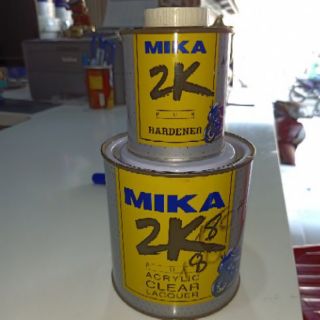 MIKA
2K
HARDENER
MIKA
2K
ACRYLIC
CLEAR
LACQUER